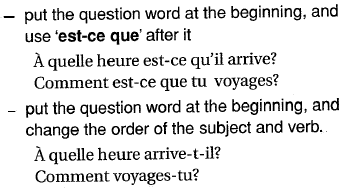 – put the question word at the beginning, and
use ‘est-ce que’ after it
À quelle heure est-ce qu'il arrive?
Comment est-ce que tu voyages?
– put the question word at the beginning, and
change the order of the subject and verb.
À quelle heure arrive-t-il?
Comment voyages-tu?